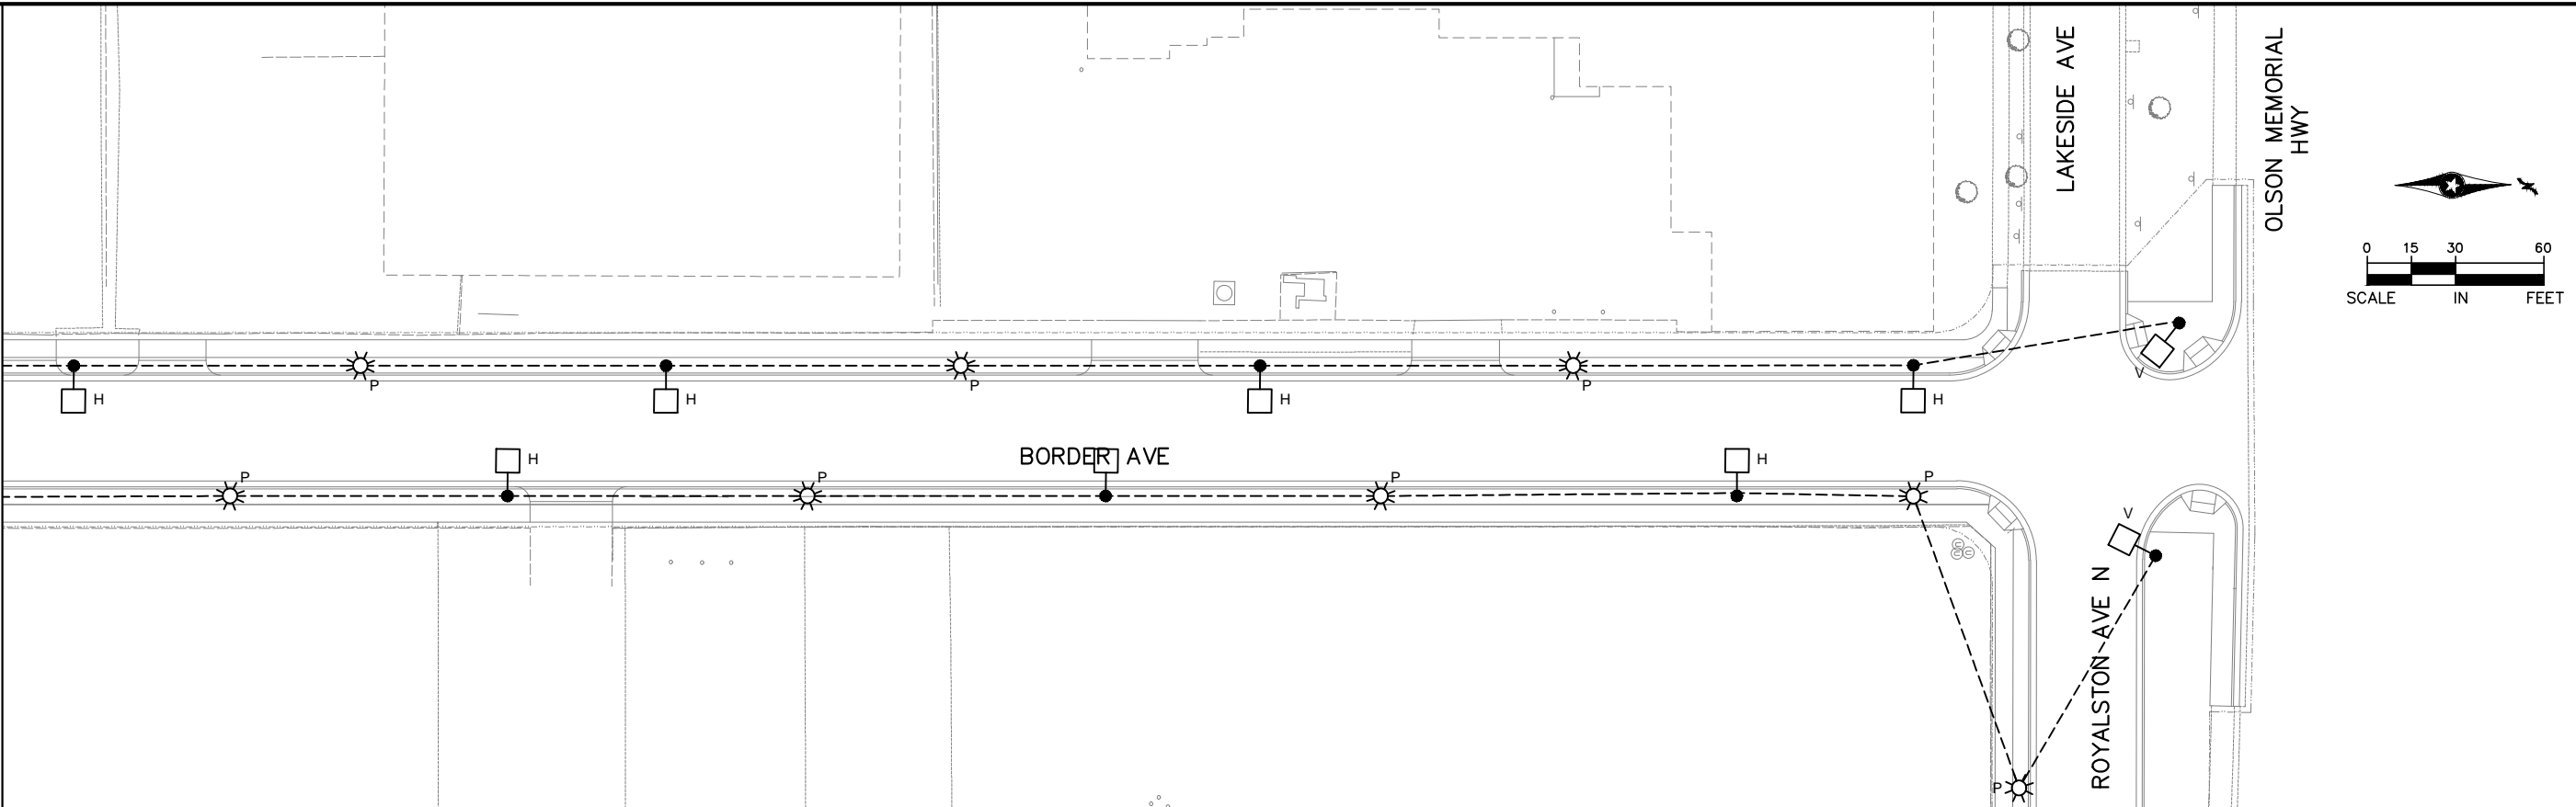 LAKESIDE AVE
OLSON MEMORIAL
HWY
0 15 30 60
SCALE IN FEET
P P P
H H H H
V
BORDER AVE
H H
P P P P
V
ROYALSTON AVE N
P